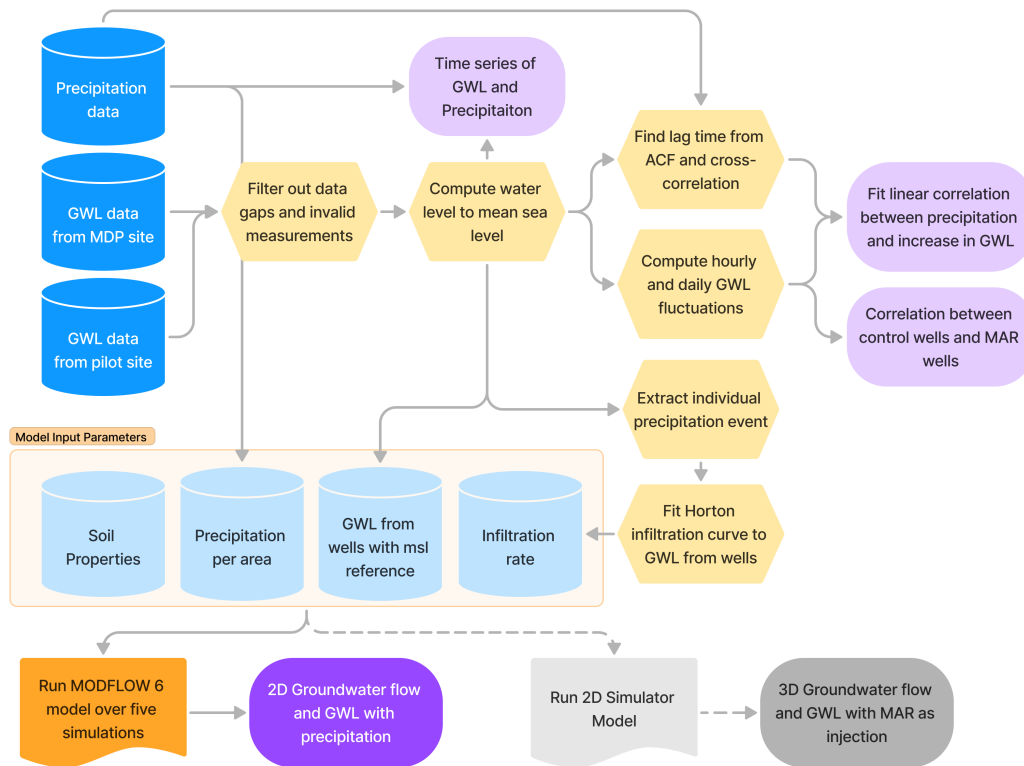 Precipitation
data
Time series of
GWL and
Precipitaiton
Find lag time from
ACF and cross-
correlation
GWL data
from MDP site
Filter out data
gaps and invalid
measurements
Compute water
level to mean sea
level
Fit linear correlation
between precipitation
and increase in GWL
Compute hourly
and daily GWL
fluctuations
GWL data
from pilot site
Correlation between
control wells and MAR
wells
Extract individual
precipitation event
Model Input Parameters
Soil
Properties
Precipitation
per area
GWL from
wells with msl
reference
Infiltration
rate
Fit Horton
infiltration curve to
GWL from wells
Run MODFLOW 6
model over five
simulations
2D Groundwater flow
and GWL with
precipitation
Run 2D Simulator
Model
3D Groundwater flow
and GWL with MAR as
injection